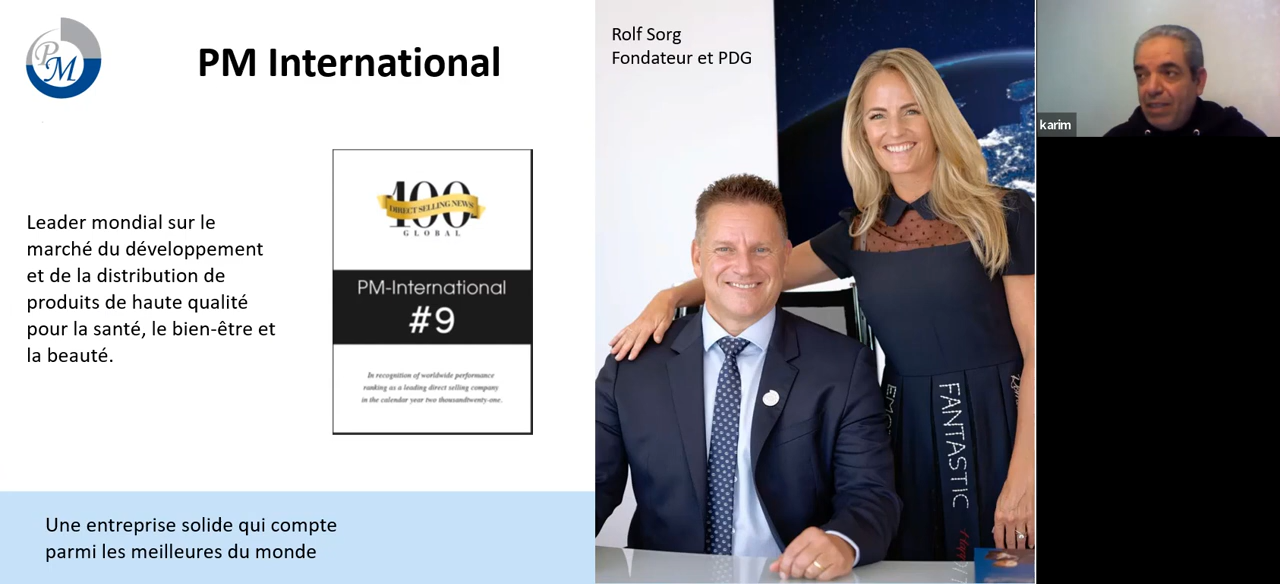 PM
PM International
Leader mondial sur le
marché du développement
et de la distribution de
produits de haute qualité
pour la santé, le bien-être et
la beauté.
100
DIRECT SELLING NEWS
GLOBAL
PM-International
#9
In recognition of worldwide performance
ranking as a leading direct selling company
in the calendar year two thousandtwenty-one.
Une entreprise solide qui compte
parmi les meilleures du monde
Rolf Sorg
Fondateur et PDG
FANTASTIC
karim